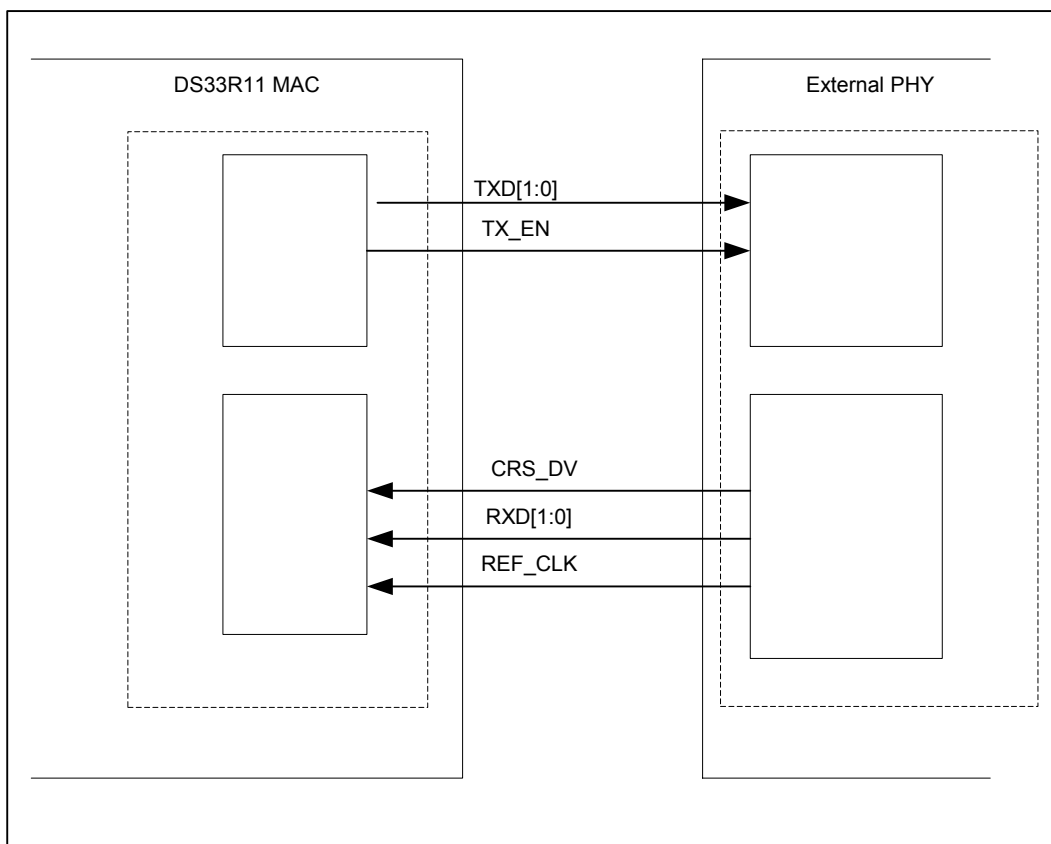 DS33R11 MAC
External PHY
TXD[1:0]
TX_EN
CRS_DV
RXD[1:0]
REF_CLK